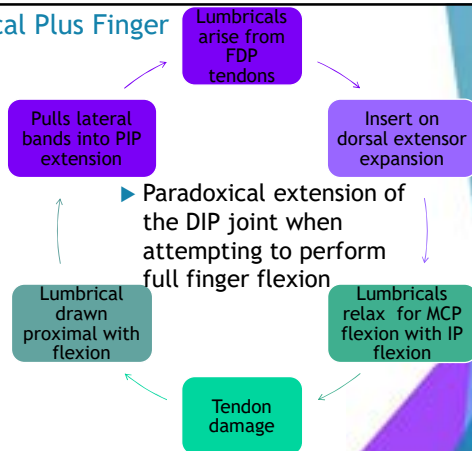 cal Plus Finger
Lumbricals
arise from
FDP
tendons
Insert on
dorsal extensor
expansion
Lumbricals
relax for MCP
flexion with IP
flexion
Tendon
damage
Lumbrical
drawn
proximal with
flexion
Pulls lateral
bands into PIP
extension
Paradoxical extension of
the DIP joint when
attempting to perform
full finger flexion